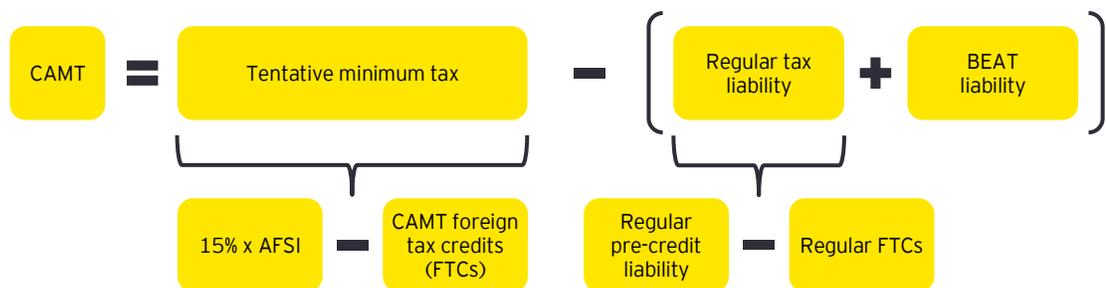 CAMT = Tentative minimum tax − [ Regular tax
liability + BEAT
liability ]
15% x AFSI − CAMT foreign
tax credits
(FTCs)
Regular
pre-credit
liability − Regular FTCs